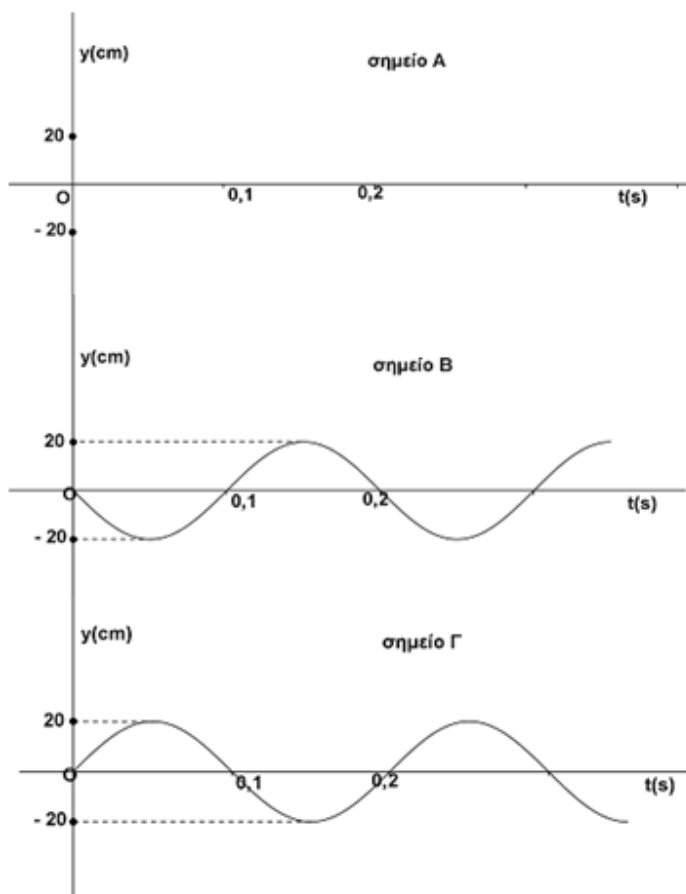 y(cm)
σημείο Α
20
O
0,1
0,2
t(s)
- 20
y(cm)
σημείο Β
20
O
0,1
0,2
t(s)
- 20
y(cm)
σημείο Γ
20
O
0,1
0,2
t(s)
- 20